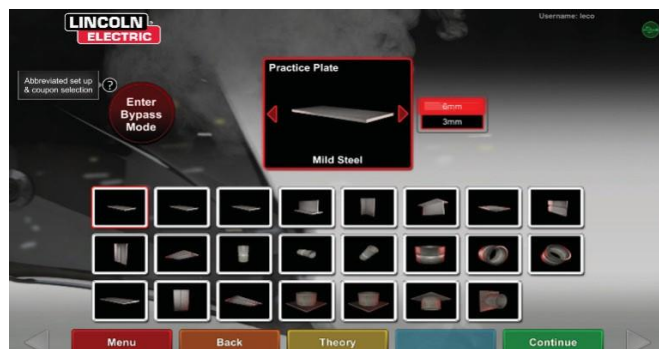 LINCOLN
ELECTRIC
Username: leco
Abbreviated set up
& coupon selection
?
Enter
Bypass
Mode
Practice Plate
Mild Steel
6mm
3mm
Menu
Back
Theory
Continue